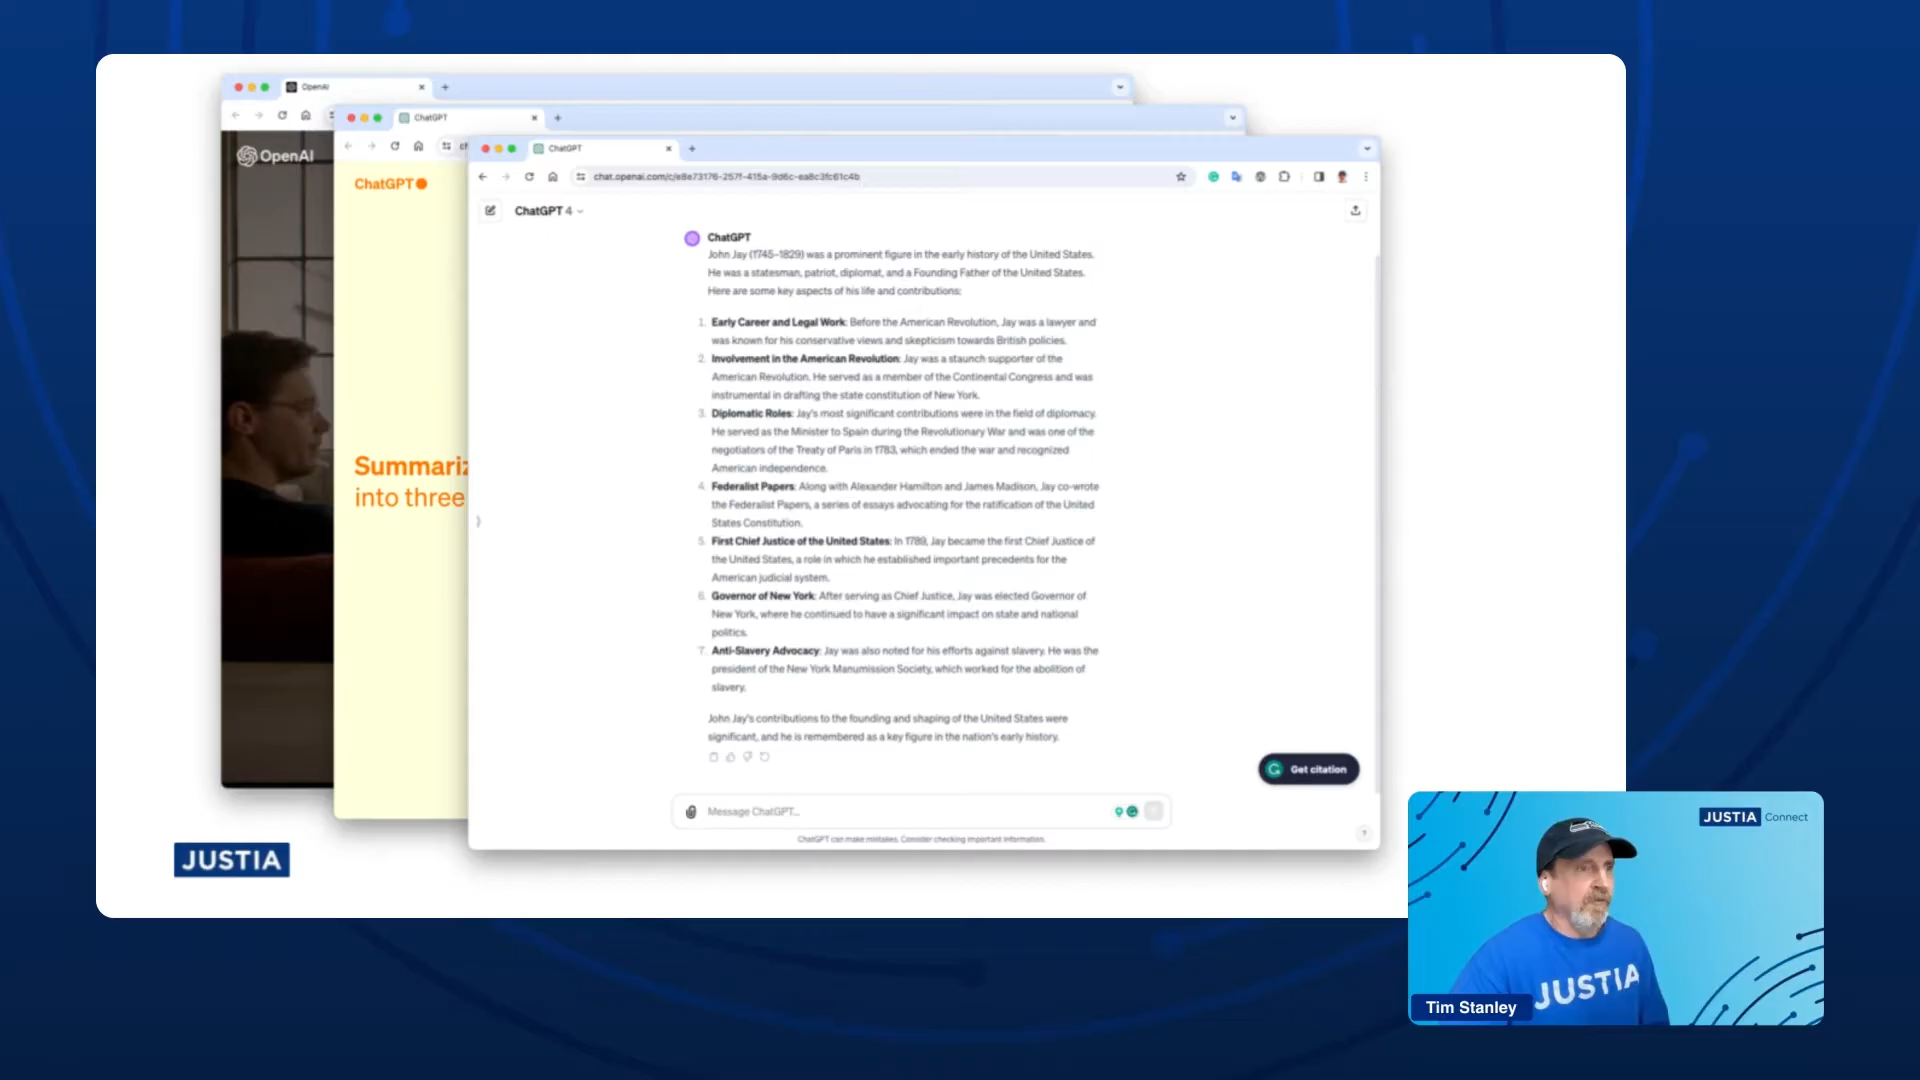 OpenAI
ChatGPT
OpenAI
ChatGPT
Summariz
into three
ChatGPT
chat.openai.com/c/e8e73176-257f-415a-9d6c-ea8c3fc61c4b
ChatGPT 4
ChatGPT
John Jay (1745–1829) was a prominent figure in the early history of the United States.
He was a statesman, patriot, diplomat, and a Founding Father of the United States.
Here are some key aspects of his life and contributions:
1. Early Career and Legal Work: Before the American Revolution, Jay was a lawyer and
was known for his conservative views and skepticism towards British policies.
2. Involvement in the American Revolution: Jay was a staunch supporter of the
American Revolution. He served as a member of the Continental Congress and was
instrumental in drafting the state constitution of New York.
3. Diplomatic Roles: Jay's most significant contributions were in the field of diplomacy.
He served as the Minister to Spain during the Revolutionary War and was one of the
negotiators of the Treaty of Paris in 1783, which ended the war and recognized
American independence.
4. Federalist Papers: Along with Alexander Hamilton and James Madison, Jay co-wrote
the Federalist Papers, a series of essays advocating for the ratification of the United
States Constitution.
5. First Chief Justice of the United States: In 1789, Jay became the first Chief Justice of
the United States, a role in which he established important precedents for the
American judicial system.
6. Governor of New York: After serving as Chief Justice, Jay was elected Governor of
New York, where he continued to have a significant impact on state and national
politics.
7. Anti-Slavery Advocacy: Jay was also noted for his efforts against slavery. He was the
president of the New York Manumission Society, which worked for the abolition of
slavery.
John Jay's contributions to the founding and shaping of the United States were
significant, and he is remembered as a key figure in the nation's early history.
Get citation
Message ChatGPT...
ChatGPT can make mistakes. Consider checking important information.
?
JUSTIA
JUSTIA Connect
JUSTIA
Tim Stanley